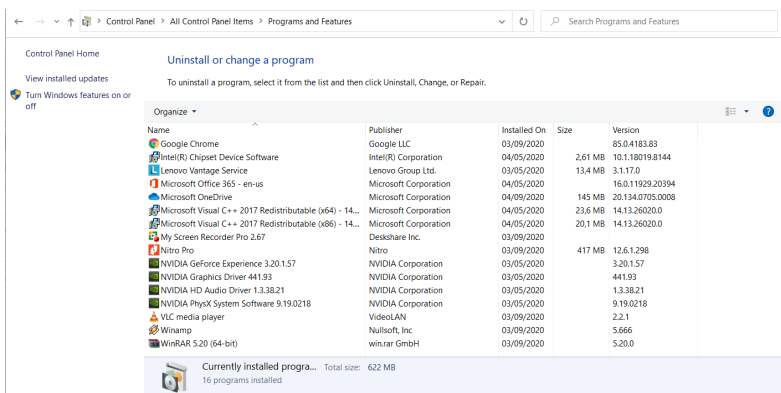 Control Panel > All Control Panel Items > Programs and Features
Search Programs and Features
Control Panel Home
View installed updates
Turn Windows features on or
off
Uninstall or change a program
To uninstall a program, select it from the list and then click Uninstall, Change, or Repair.
Organize
Name Publisher Installed On Size Version
Google Chrome Google LLC 03/09/2020 85.0.4183.83
Intel(R) Chipset Device Software Intel(R) Corporation 04/05/2020 2,61 MB 10.1.18019.8144
Lenovo Vantage Service Lenovo Group Ltd. 03/05/2020 13,4 MB 3.1.17.0
Microsoft Office 365 - en-us Microsoft Corporation 04/05/2020 16.0.11929.20394
Microsoft OneDrive Microsoft Corporation 04/09/2020 145 MB 20.134.0705.0008
Microsoft Visual C++ 2017 Redistributable (x64) - 14... Microsoft Corporation 04/05/2020 23,6 MB 14.13.26020.0
Microsoft Visual C++ 2017 Redistributable (x86) - 14... Microsoft Corporation 04/05/2020 20,1 MB 14.13.26020.0
My Screen Recorder Pro 2.67 Deskshare Inc. 03/09/2020
Nitro Pro Nitro 03/09/2020 417 MB 12.6.1.298
NVIDIA GeForce Experience 3.20.1.57 NVIDIA Corporation 03/05/2020 3.20.1.57
NVIDIA Graphics Driver 441.93 NVIDIA Corporation 03/05/2020 441.93
NVIDIA HD Audio Driver 1.3.38.21 NVIDIA Corporation 03/05/2020 1.3.38.21
NVIDIA PhysX System Software 9.19.0218 NVIDIA Corporation 03/05/2020 9.19.0218
VLC media player VideoLAN 03/09/2020 2.2.1
Winamp Nullsoft, Inc 03/09/2020 5.666
WinRAR 5.20 (64-bit) win.rar GmbH 03/09/2020 5.20.0
Currently installed progra... Total size: 622 MB
16 programs installed